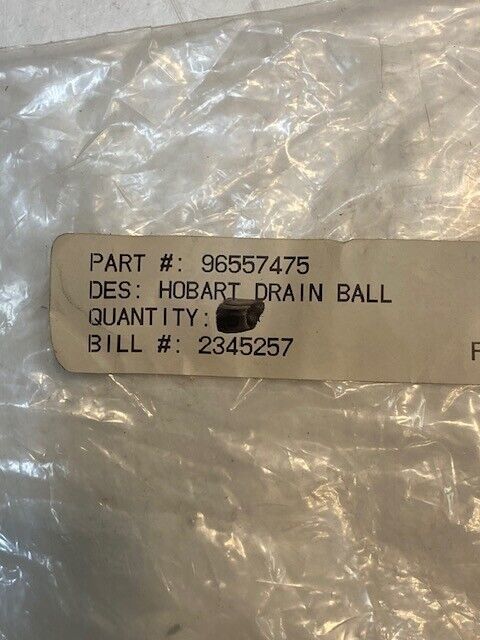 PART #: 96557475
DES: HOBART DRAIN BALL
QUANTITY:
BILL #: 2345257